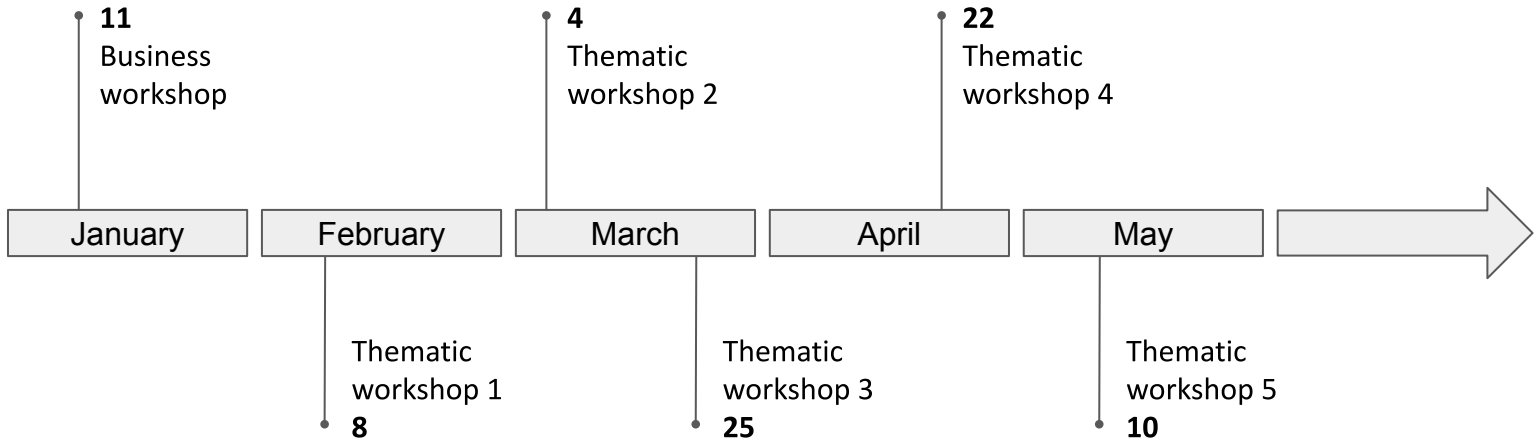 11
Business
workshop
4
Thematic
workshop 2
22
Thematic
workshop 4
January
February
March
April
May
Thematic
workshop 1
8
Thematic
workshop 3
25
Thematic
workshop 5
10